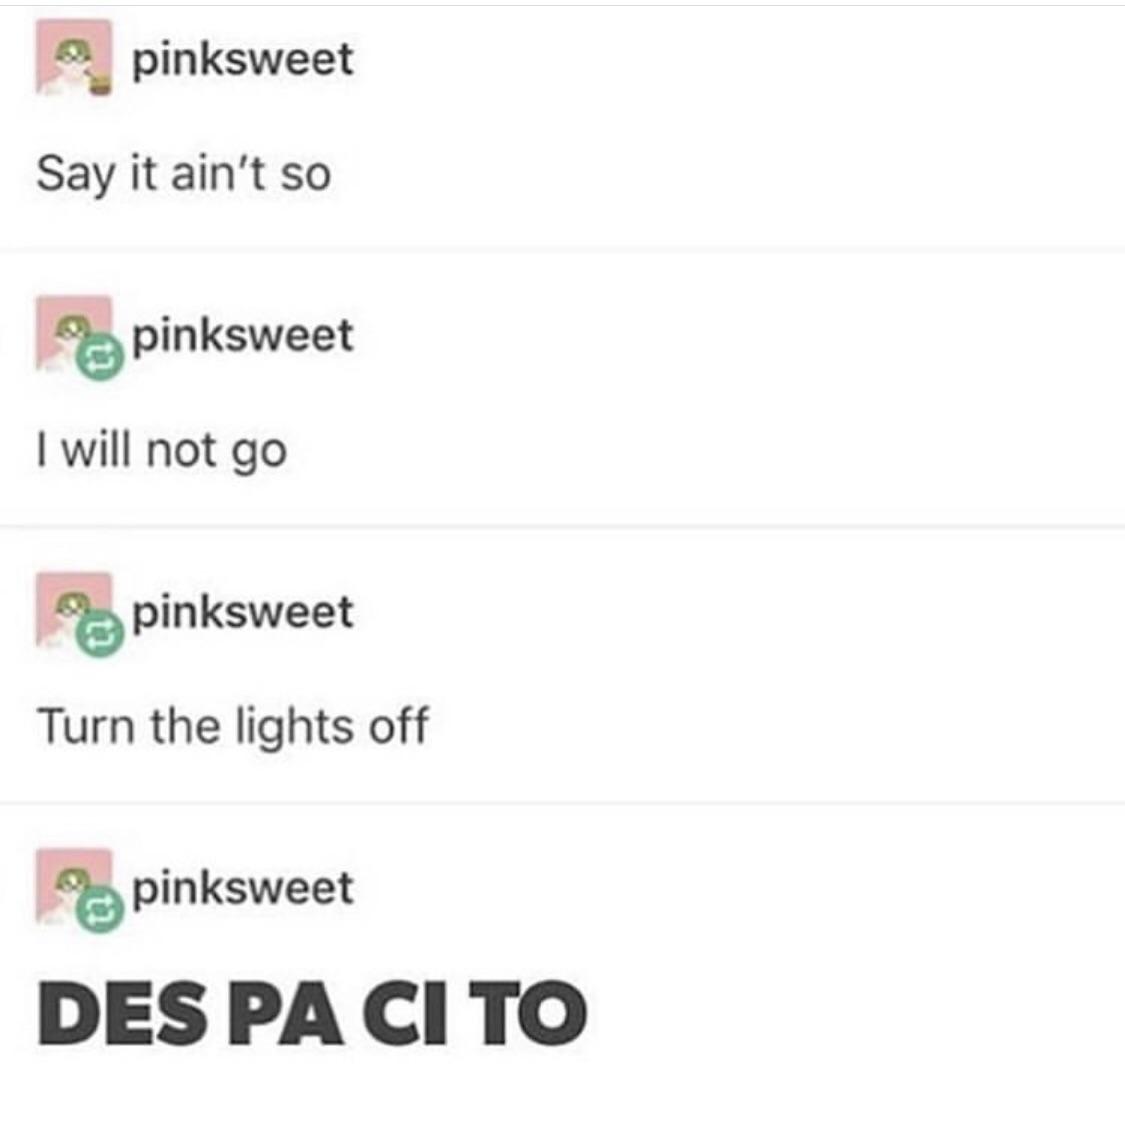 pinksweet
Say it ain't so
pinksweet
I will not go
pinksweet
Turn the lights off
pinksweet
DES PA CI TO